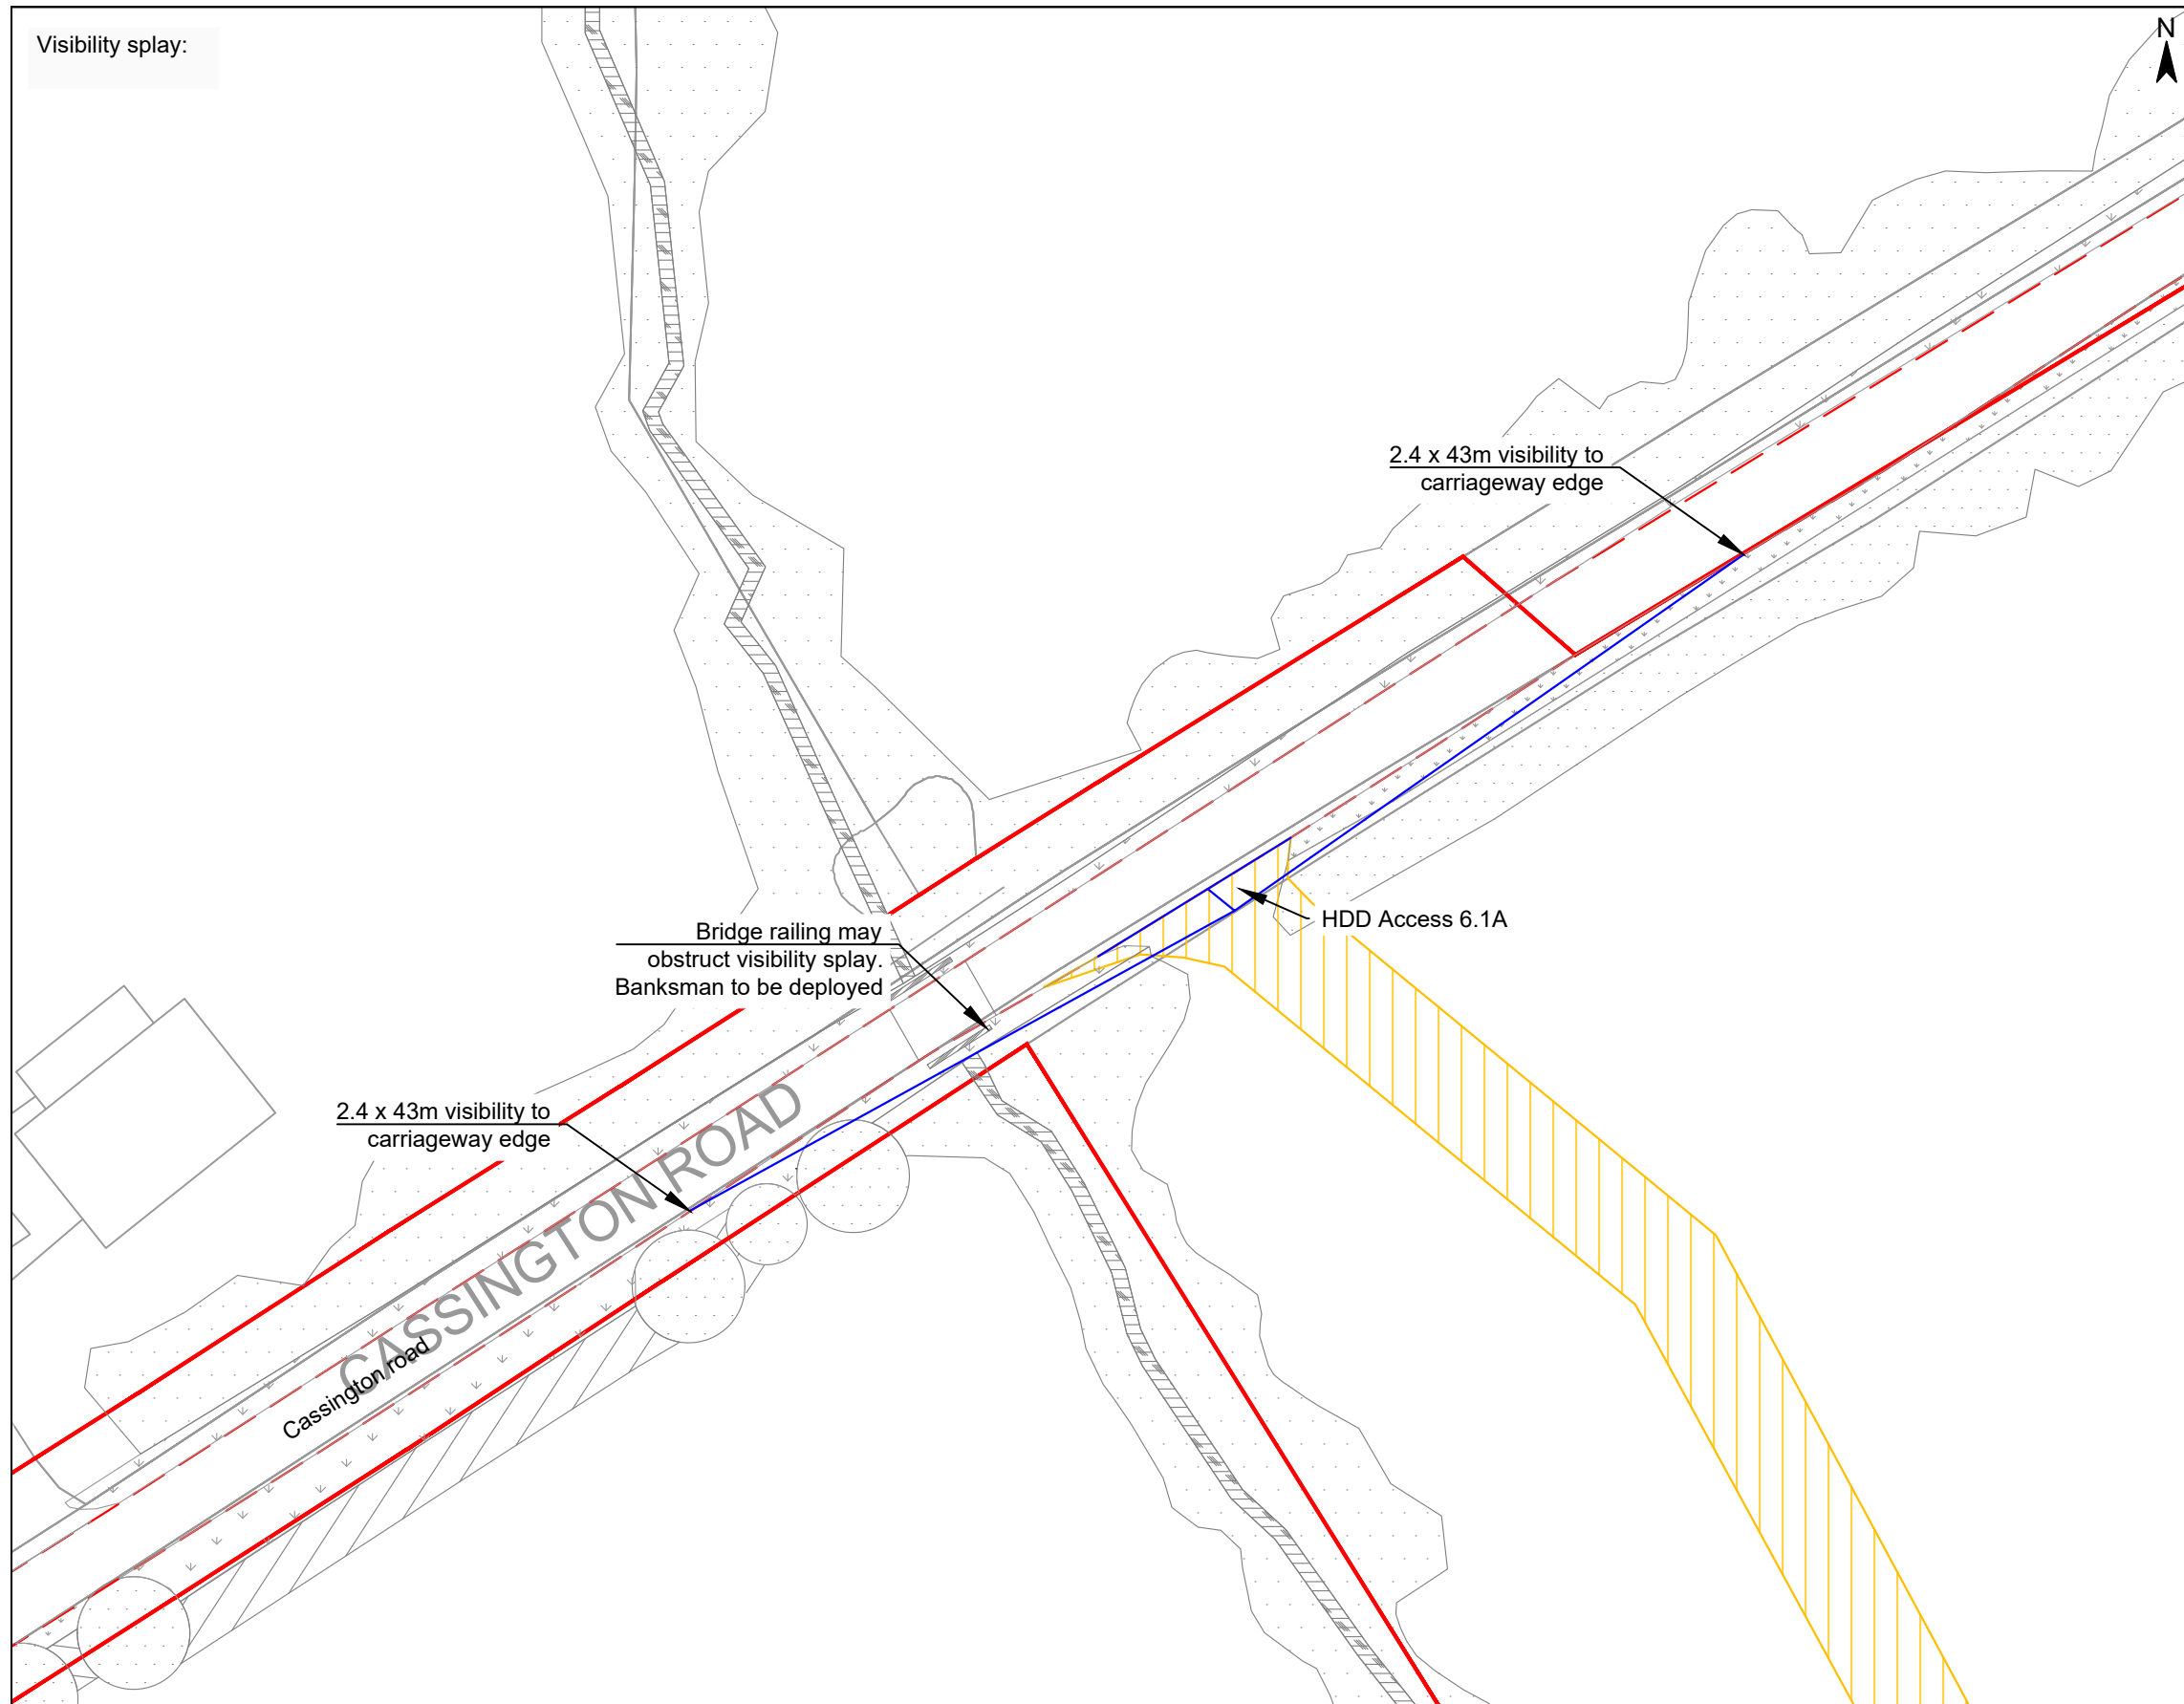 Visibility splay:
N
2.4 x 43m visibility to
carriageway edge
HDD Access 6.1A
Bridge railing may
obstruct visibility splay.
Banksman to be deployed
2.4 x 43m visibility to
carriageway edge
CASSINGTON ROAD
Cassington road